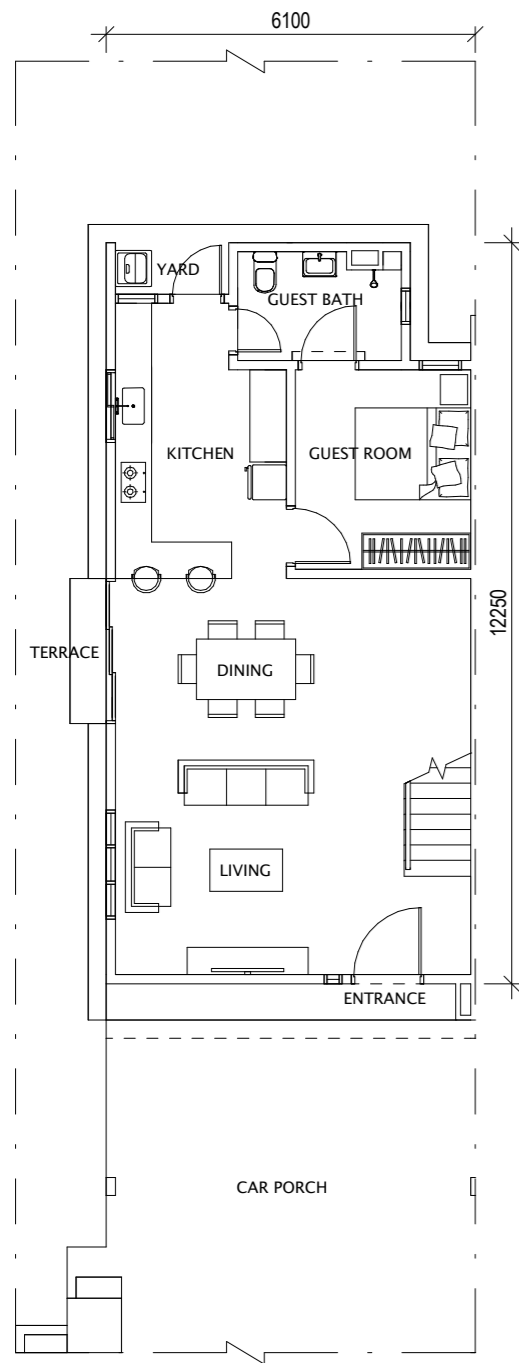 6100
YARD
GUEST BATH
KITCHEN
GUEST ROOM
12250
TERRACE
DINING
LIVING
ENTRANCE
CAR PORCH